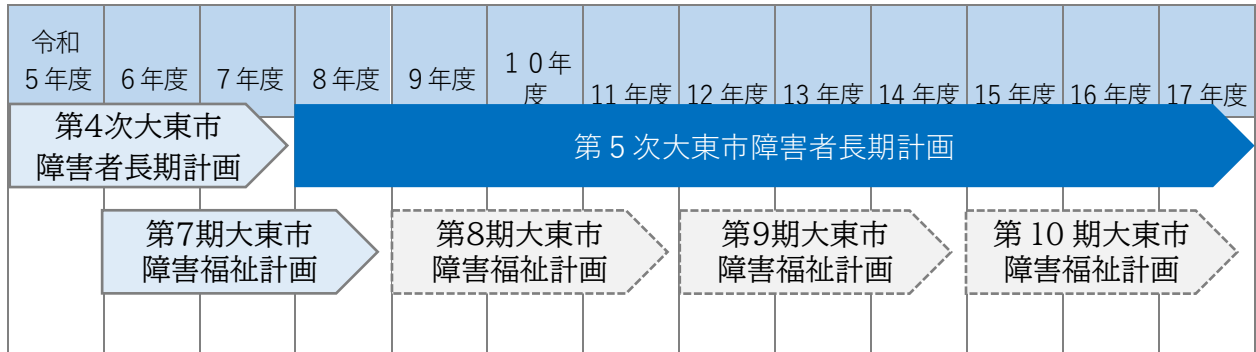 令和
5年度
6年度
7年度
8年度
9年度
10年
度
11年度
12年度
13年度
14年度
15年度
16年度
17年度
第4次大東市
障害者長期計画
第5次大東市障害者長期計画
第7期大東市
障害福祉計画
第8期大東市
障害福祉計画
第9期大東市
障害福祉計画
第10期大東市
障害福祉計画